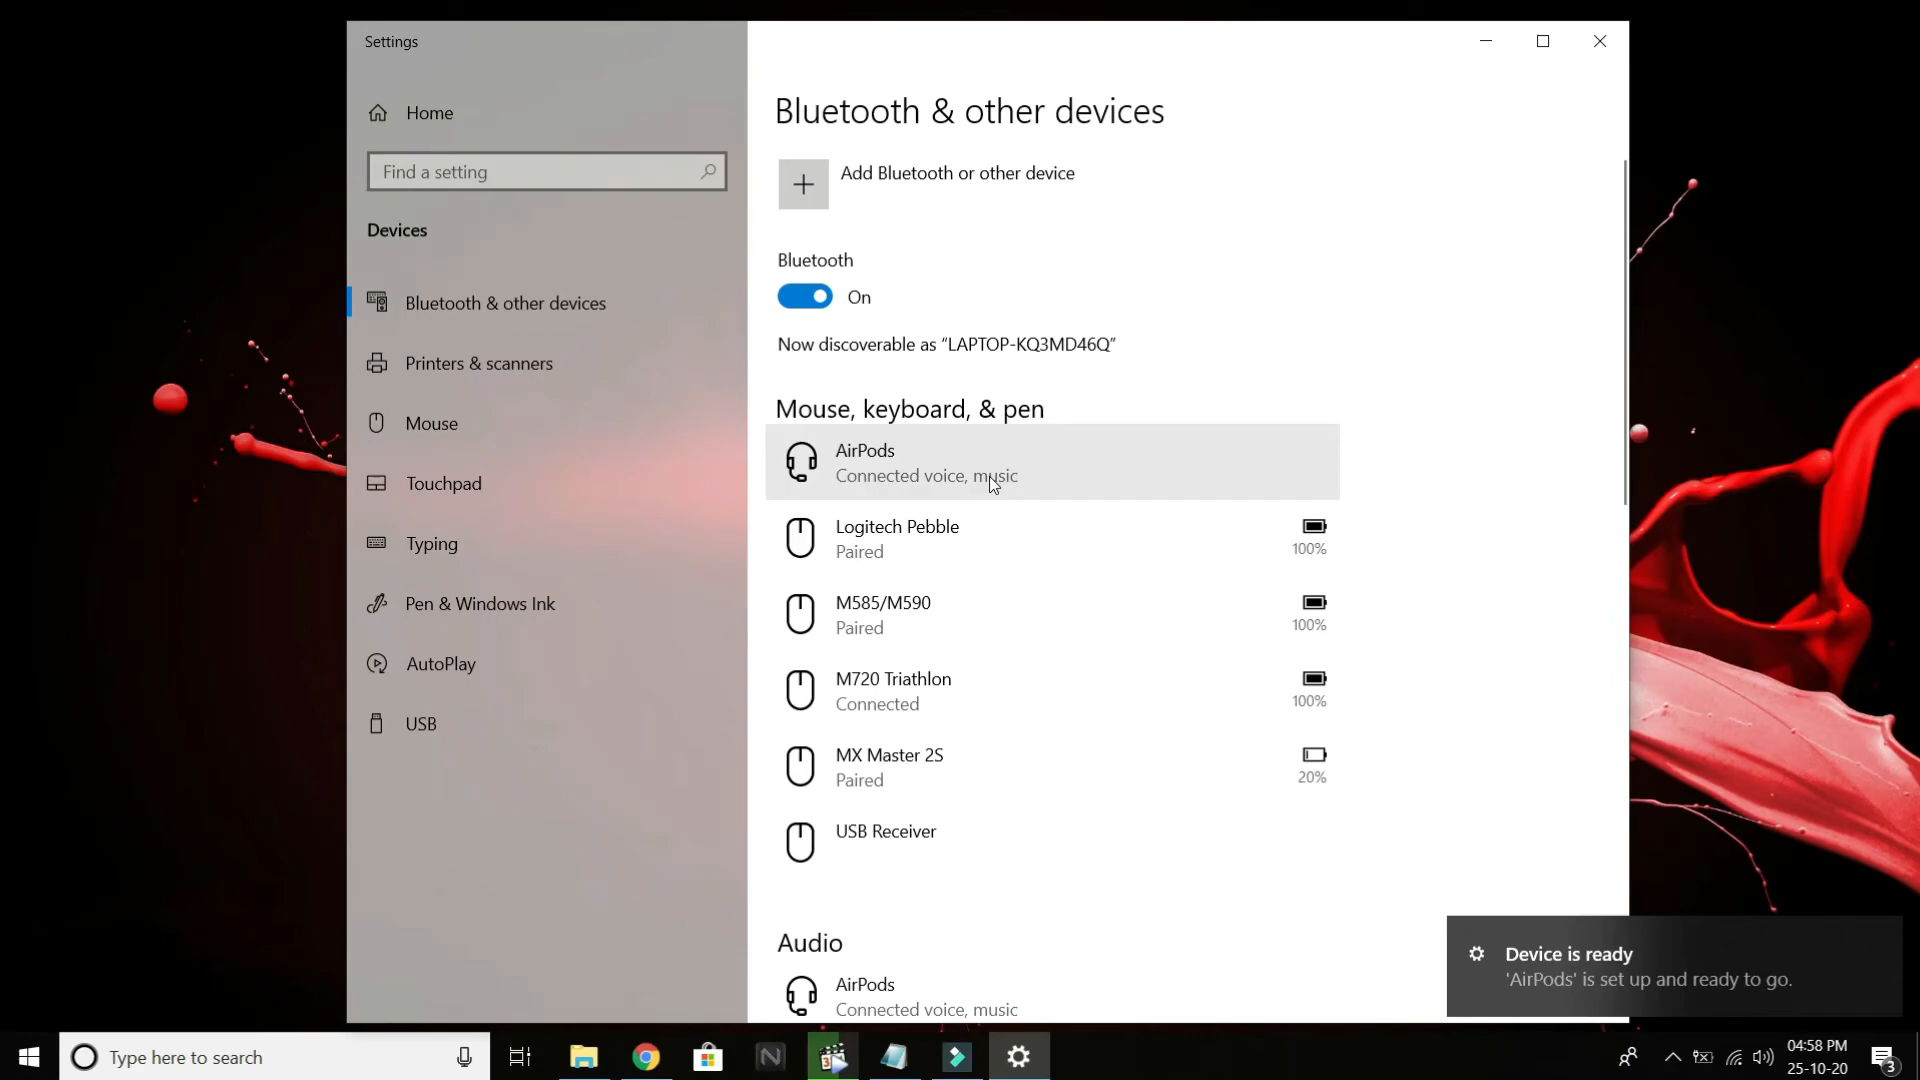 Settings
Home
Find a setting
Devices
Bluetooth & other devices
Printers & scanners
Mouse
Touchpad
Typing
Pen & Windows Ink
AutoPlay
USB
Bluetooth & other devices
Add Bluetooth or other device
Bluetooth
On
Now discoverable as “LAPTOP-KQ3MD46Q”
Mouse, keyboard, & pen
AirPods
Connected voice, music
Logitech Pebble
Paired
100%
M585/M590
Paired
100%
M720 Triathlon
Connected
100%
MX Master 2S
Paired
20%
USB Receiver
Audio
AirPods
Connected voice, music
Device is ready
'AirPods' is set up and ready to go.
Type here to search
04:58 PM
25-10-20
3